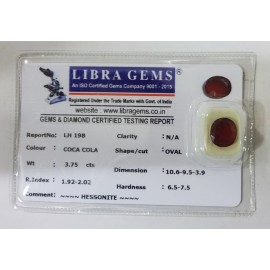 LIBRA GEMS
An ISO Certified Gems Company 9001 - 2015
Registered Under the Trade Marks with Govt. of India
www.libragems.co.in
GEMS & DIAMOND CERTIFIED TESTING REPORT
ReportNo: LH 198 Clarity : N/A
Colour : COCA COLA Shape/cut : OVAL
Wt : 3.75 cts Dimension : 10.6-9.5-3.9
R.Index : 1.92-2.02 Hardness : 6.5-7.5
Comment : ~~~~ HESSONITE ~~~~